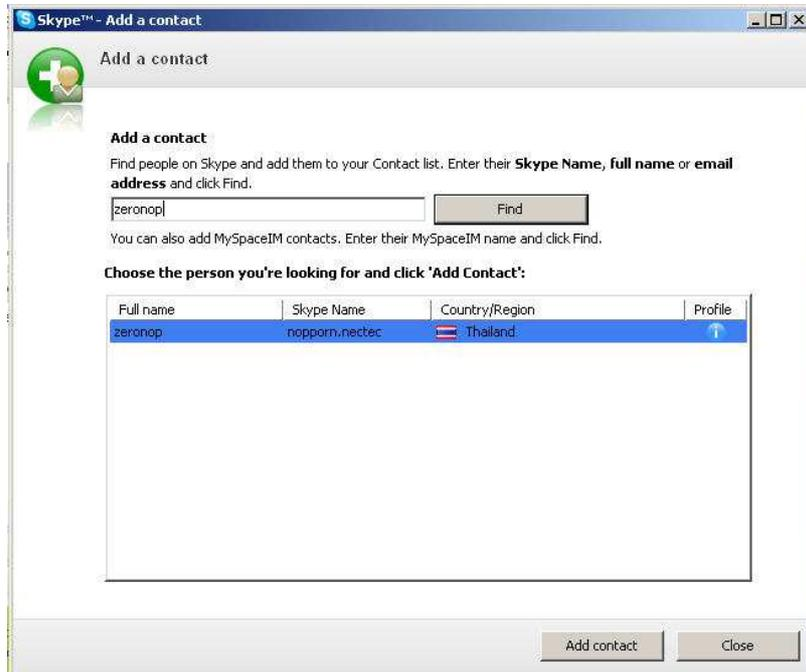 Skype™ - Add a contact
Add a contact
Add a contact
Find people on Skype and add them to your Contact list. Enter their Skype Name, full name or email
address and click Find.
zeronop
Find
You can also add MySpaceIM contacts. Enter their MySpaceIM name and click Find.
Choose the person you're looking for and click 'Add Contact':
Full name Skype Name Country/Region Profile
zeronop nopporn.nectec Thailand
Add contact Close